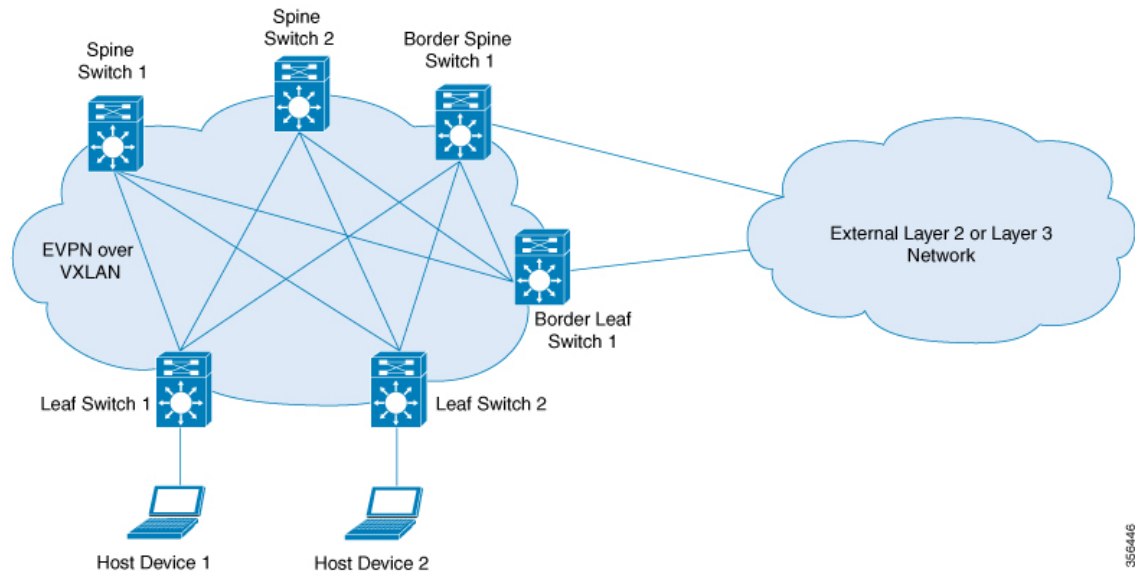 Spine
Switch 2
Spine
Switch 1
Border Spine
Switch 1
EVPN over
VXLAN
External Layer 2 or Layer 3
Network
Border Leaf
Switch 1
Leaf Switch 1
Leaf Switch 2
Host Device 1
Host Device 2
356446